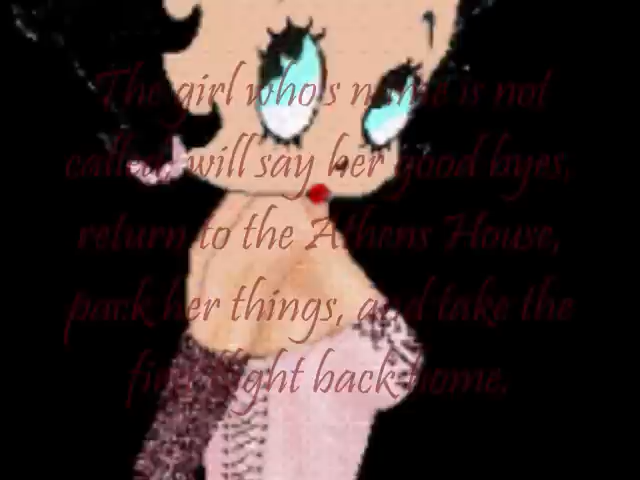 The girl who's name is not
called, will say her good byes,
return to the Athens House,
pack her things, and take the
first flight back home.